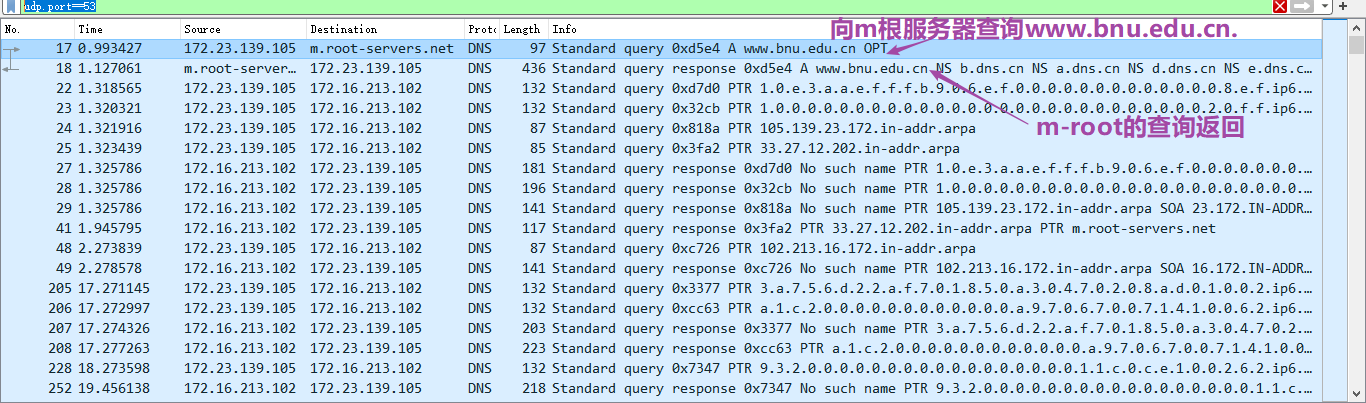 udp.port==53
No. Time Source Destination Proto Length Info
向m根服务器查询www.bnu.edu.cn.
17 0.993427 172.23.139.105 m.root-servers.net DNS 97 Standard query 0xd5e4 A www.bnu.edu.cn OPT
18 1.127061 m.root-server… 172.23.139.105 DNS 436 Standard query response 0xd5e4 A www.bnu.edu.cn NS b.dns.cn NS a.dns.cn NS d.dns.cn NS e.dns.c…
22 1.318565 172.23.139.105 172.16.213.102 DNS 132 Standard query 0xd7d0 PTR 1.0.e.3.a.a.e.f.f.f.b.9.0.6.e.f.0.0.0.0.0.0.0.0.0.0.0.0.0.8.e.f.ip6…
23 1.320321 172.23.139.105 172.16.213.102 DNS 132 Standard query 0x32cb PTR 1.0.0.0.0.0.0.0.0.0.0.0.0.0.0.0.0.0.0.0.0.0.0.0.0.0.0.0.2.0.f.f.ip6…
24 1.321916 172.23.139.105 172.16.213.102 DNS 87 Standard query 0x818a PTR 105.139.23.172.in-addr.arpa
m-root的查询返回
25 1.323439 172.23.139.105 172.16.213.102 DNS 85 Standard query 0x3fa2 PTR 33.27.12.202.in-addr.arpa
27 1.325786 172.16.213.102 172.23.139.105 DNS 181 Standard query response 0xd7d0 No such name PTR 1.0.e.3.a.a.e.f.f.f.b.9.0.6.e.f.0.0.0.0.0.0.0.0…
28 1.325786 172.16.213.102 172.23.139.105 DNS 196 Standard query response 0x32cb No such name PTR 1.0.0.0.0.0.0.0.0.0.0.0.0.0.0.0.0.0.0.0.0.0.0.0…
29 1.325786 172.16.213.102 172.23.139.105 DNS 141 Standard query response 0x818a No such name PTR 105.139.23.172.in-addr.arpa SOA 23.172.IN-ADDR…
41 1.945795 172.16.213.102 172.23.139.105 DNS 117 Standard query response 0x3fa2 PTR 33.27.12.202.in-addr.arpa PTR m.root-servers.net
48 2.273839 172.23.139.105 172.16.213.102 DNS 87 Standard query 0xc726 PTR 102.213.16.172.in-addr.arpa
49 2.278578 172.16.213.102 172.23.139.105 DNS 141 Standard query response 0xc726 No such name PTR 102.213.16.172.in-addr.arpa SOA 16.172.IN-ADDR…
205 17.271145 172.23.139.105 172.16.213.102 DNS 132 Standard query 0x3377 PTR 3.a.7.5.6.d.2.2.a.f.7.0.1.8.5.0.a.3.0.4.7.0.2.0.8.a.d.0.1.0.0.2.ip6…
206 17.272997 172.23.139.105 172.16.213.102 DNS 132 Standard query 0xcc63 PTR a.1.c.2.0.0.0.0.0.0.0.0.0.0.0.0.a.9.7.0.6.7.0.0.7.1.4.1.0.0.6.2.ip6…
207 17.274326 172.16.213.102 172.23.139.105 DNS 203 Standard query response 0x3377 No such name PTR 3.a.7.5.6.d.2.2.a.f.7.0.1.8.5.0.a.3.0.4.7.0.2…
208 17.277263 172.16.213.102 172.23.139.105 DNS 223 Standard query response 0xcc63 PTR a.1.c.2.0.0.0.0.0.0.0.0.0.0.0.0.a.9.7.0.6.7.0.0.7.1.4.1.0.0…
228 18.273598 172.23.139.105 172.16.213.102 DNS 132 Standard query 0x7347 PTR 9.3.2.0.0.0.0.0.0.0.0.0.0.0.0.0.0.0.0.0.1.1.c.0.c.e.1.0.0.2.6.2.ip6…
252 19.456138 172.16.213.102 172.23.139.105 DNS 218 Standard query response 0x7347 No such name PTR 9.3.2.0.0.0.0.0.0.0.0.0.0.0.0.0.0.0.0.0.1.1.c…